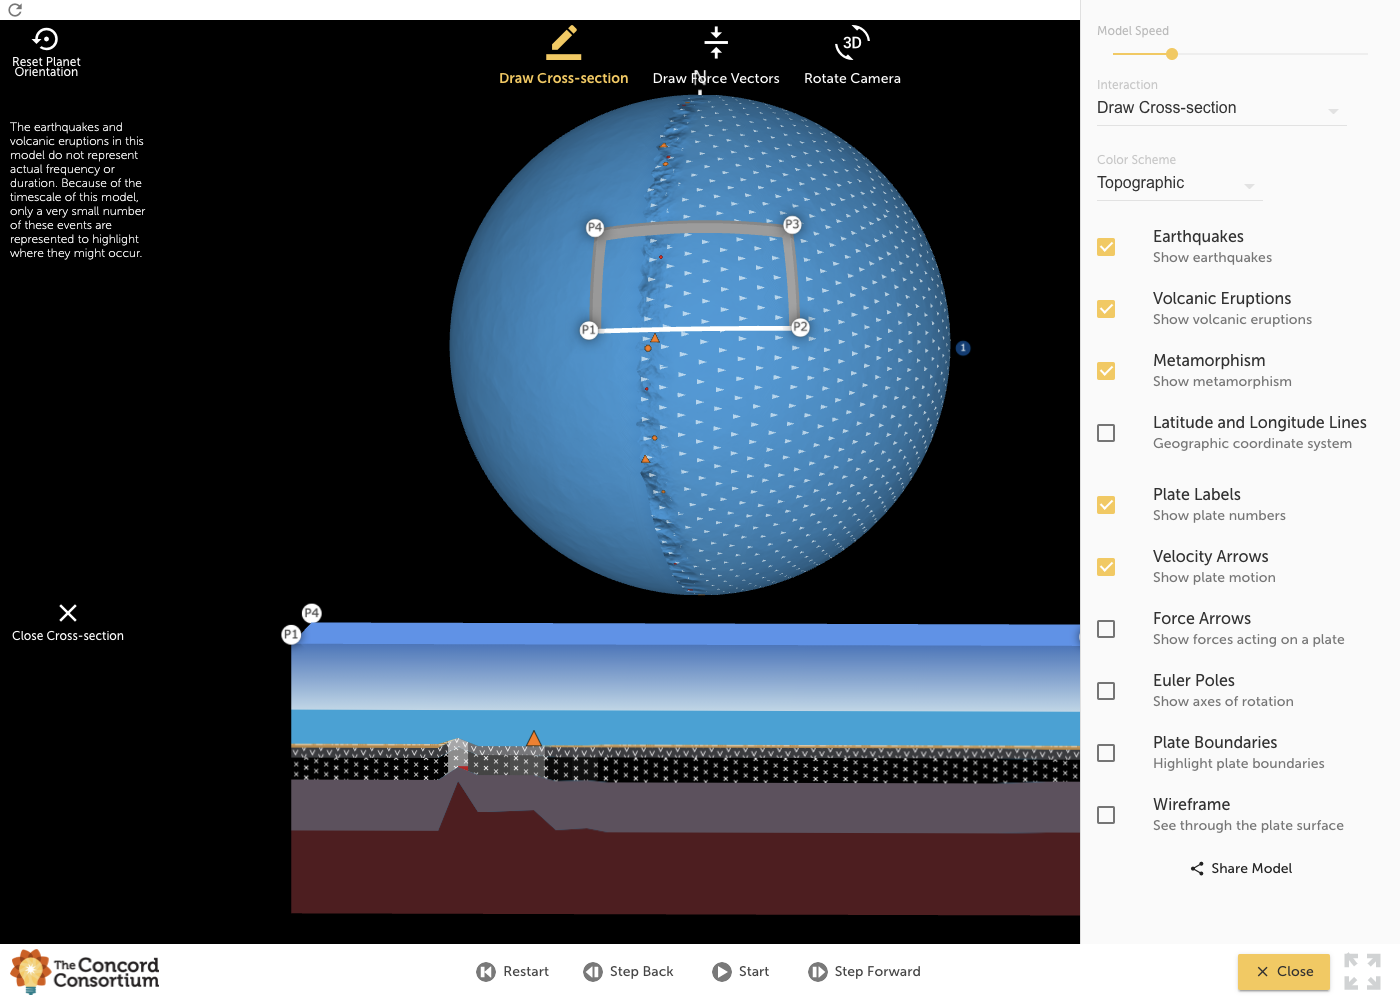 Reset Planet
Orientation
Draw Cross-section
Draw Force Vectors
3D
Rotate Camera
N
The earthquakes and
volcanic eruptions in this
model do not represent
actual frequency or
duration. Because of the
timescale of this model,
only a very small number
of these events are
represented to highlight
where they might occur.
P4
P3
P1
P2
1
Close Cross-section
P4
P1
Model Speed
Interaction
Draw Cross-section
Color Scheme
Topographic
Earthquakes
Show earthquakes
Volcanic Eruptions
Show volcanic eruptions
Metamorphism
Show metamorphism
Latitude and Longitude Lines
Geographic coordinate system
Plate Labels
Show plate numbers
Velocity Arrows
Show plate motion
Force Arrows
Show forces acting on a plate
Euler Poles
Show axes of rotation
Plate Boundaries
Highlight plate boundaries
Wireframe
See through the plate surface
Share Model
The Concord
Consortium
Restart
Step Back
Start
Step Forward
Close